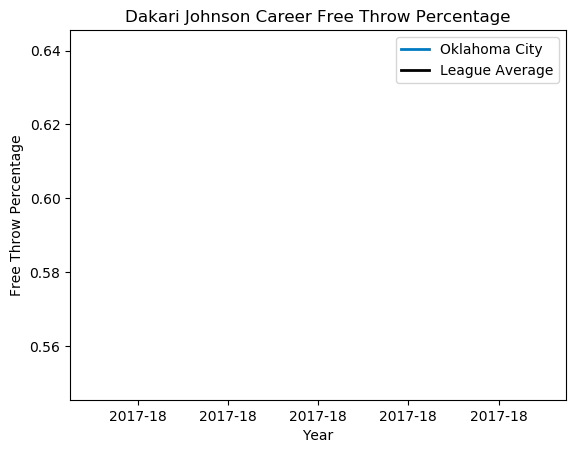 Dakari Johnson Career Free Throw Percentage
Oklahoma City
League Average
Free Throw Percentage
0.64
0.62
0.60
0.58
0.56
2017-18 2017-18 2017-18 2017-18 2017-18
Year